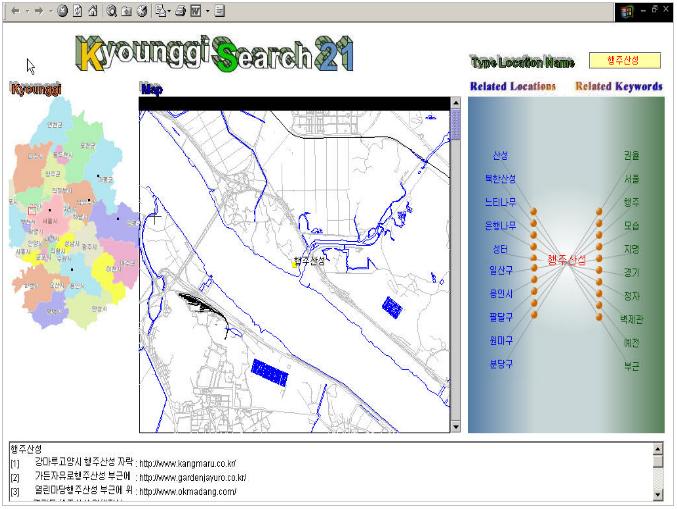 Kyounggi Search 21
Type Location Name
행주산성
Kyounggi
Map
Related Locations
Related Keywords
산성
북한산성
느티나무
은행나무
성터
일산구
용인시
팔달구
원미구
분당구
행주산성
권율
서울
행주
모습
지명
경기
정자
벽제관
예전
부근
행주산성
행주산성
[1] 강마루고양시 행주산성 자락 : http://www.kangmaru.co.kr/
[2] 가든자유로행주산성 부근에 : http://www.gardenjayuro.co.kr/
[3] 열린마당행주산성 부근에 위 : http://www.okmadang.com/